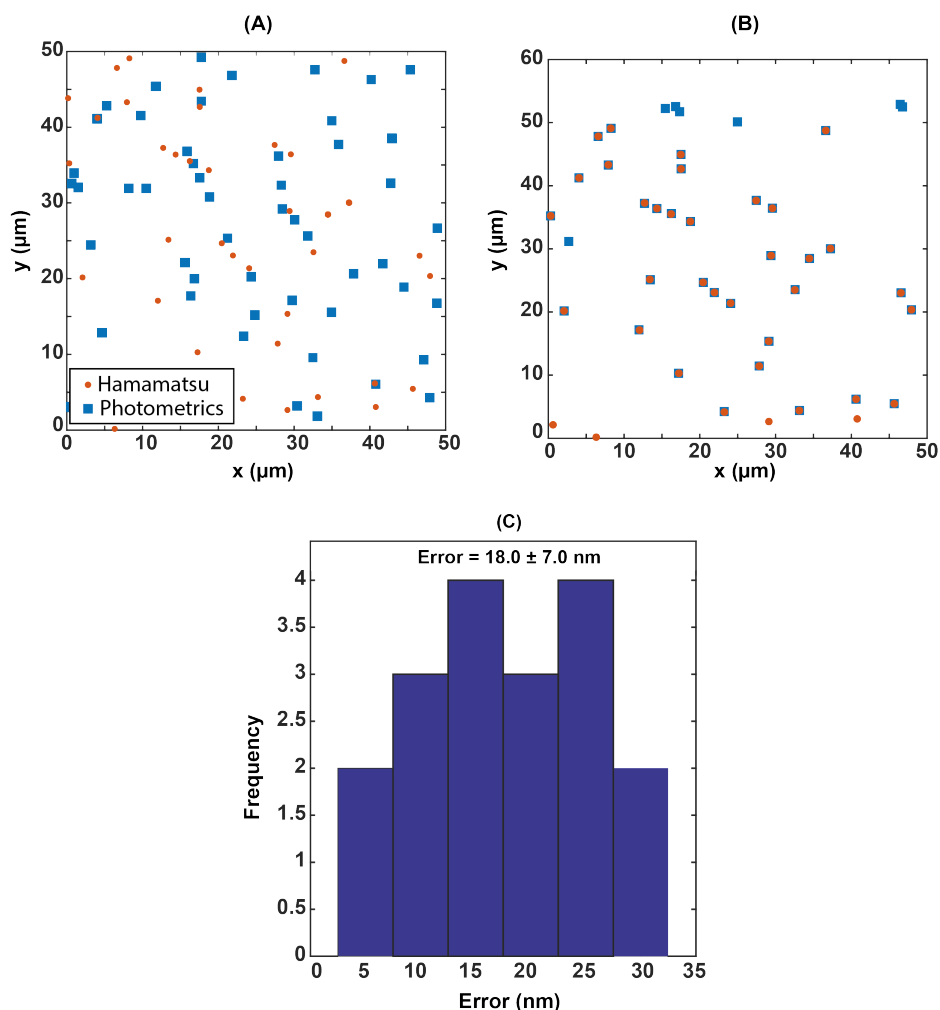 (A)
50
40
30
20
10
0
y (µm)
Hamamatsu
Photometrics
0 10 20 30 40 50
x (µm)
(B)
60
50
40
30
20
10
0
y (µm)
0 10 20 30 40 50
x (µm)
(C)
Error = 18.0 ± 7.0 nm
4
3.5
3
2.5
2
1.5
1
0.5
0
Frequency
0 5 10 15 20 25 30 35
Error (nm)